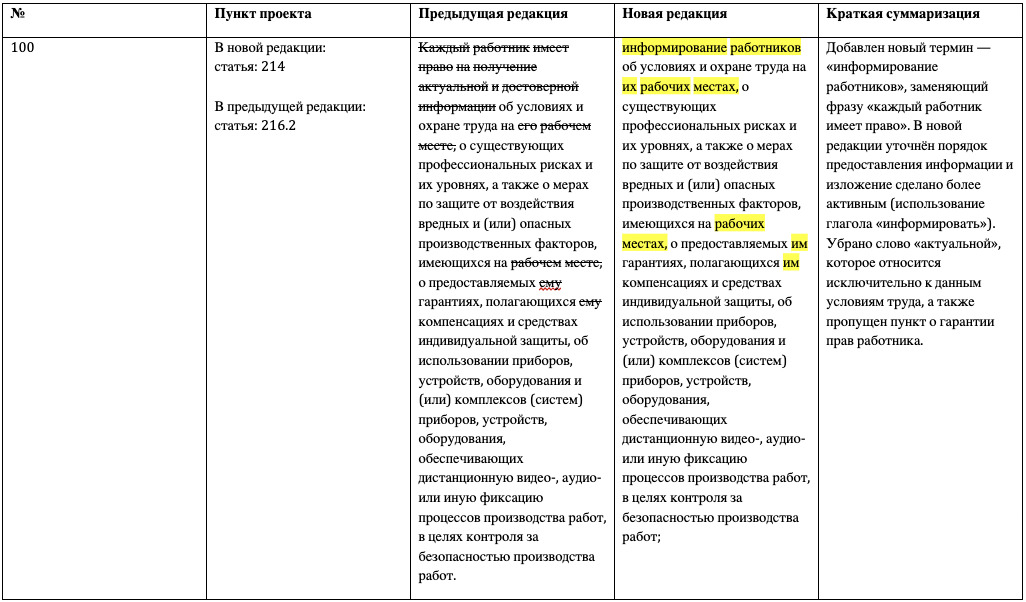 №
Пункт проекта
Предыдущая редакция
Новая редакция
Краткая суммаризация
100
В новой редакции:
статья: 214
В предыдущей редакции:
статья: 216.2
Каждый работник имеет
право на получение
актуальной и достоверной
информации об условиях и
охране труда на его рабочем
месте, о существующих
профессиональных рисках и
их уровнях, а также о мерах
по защите от воздействия
вредных и (или) опасных
производственных факторов,
имеющихся на рабочем месте,
о предоставляемых ему
гарантиях, полагающихся ему
компенсациях и средствах
индивидуальной защиты, об
использовании приборов,
устройств, оборудования и
(или) комплексов (систем)
приборов, устройств,
оборудования,
обеспечивающих
дистанционную видео-, аудио-
или иную фиксацию
процессов производства работ,
в целях контроля за
безопасностью производства
работ.
информирование работников
об условиях и охране труда на
их рабочих местах, о
существующих
профессиональных рисках и
их уровнях, а также о мерах
по защите от воздействия
вредных и (или) опасных
производственных факторов,
имеющихся на рабочих
местах, о предоставляемых им
гарантиях, полагающихся им
компенсациях и средствах
индивидуальной защиты, об
использовании приборов,
устройств, оборудования и
(или) комплексов (систем)
приборов, устройств,
оборудования,
обеспечивающих
дистанционную видео-, аудио-
или иную фиксацию
процессов производства работ,
в целях контроля за
безопасностью производства
работ;
Добавлен новый термин —
«информирование
работников», заменяющий
фразу «каждый работник
имеет право». В новой
редакции уточнён порядок
предоставления информации и
изложение сделано более
активным (использование
глагола «информировать»).
Убрано слово «актуальной»,
которое относится
исключительно к данным
условиям труда, а также
пропущен пункт о гарантии
прав работника.